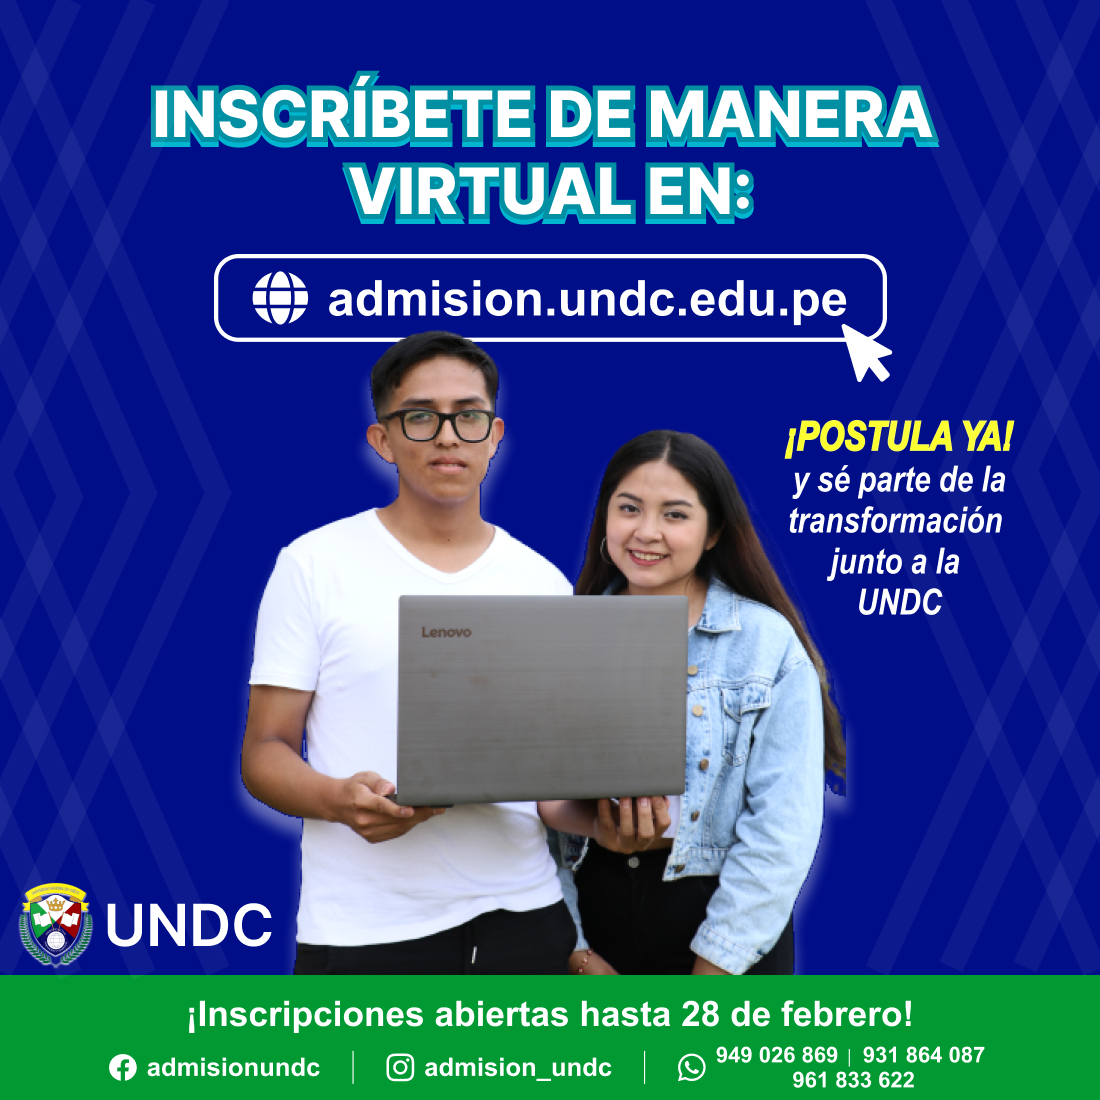 INSCRÍBETE DE MANERA
VIRTUAL EN:
admision.undc.edu.pe
¡POSTULA YA!
y sé parte de la
transformación
junto a la
UNDC
Lenovo
UNDC
¡Inscripciones abiertas hasta 28 de febrero!
admisionundc | admision_undc | 949 026 869 | 931 864 087
961 833 622